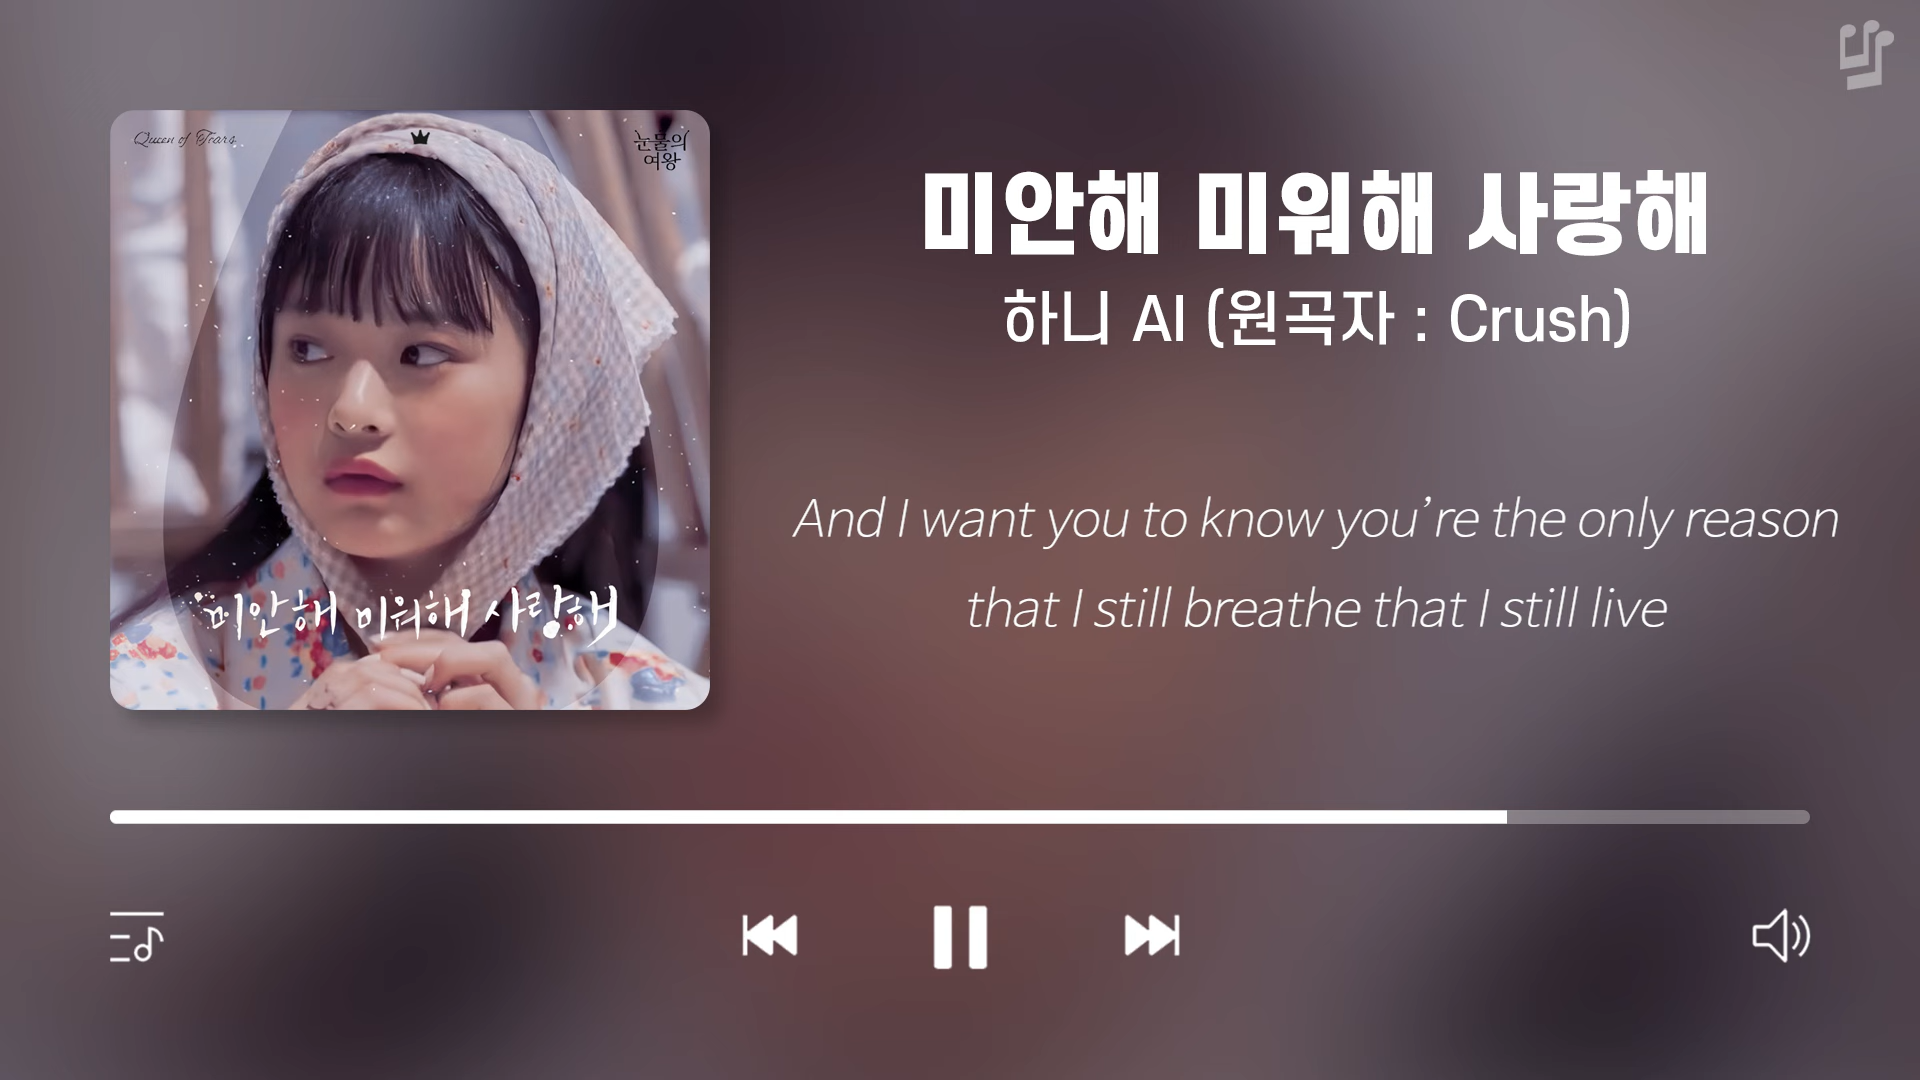 Queen of Tears
눈물의
여왕
미안해 미워해 사랑해
미안해 미워해 사랑해
하니 AI (원곡자 : Crush)
And I want you to know you’re the only reason
that I still breathe that I still live